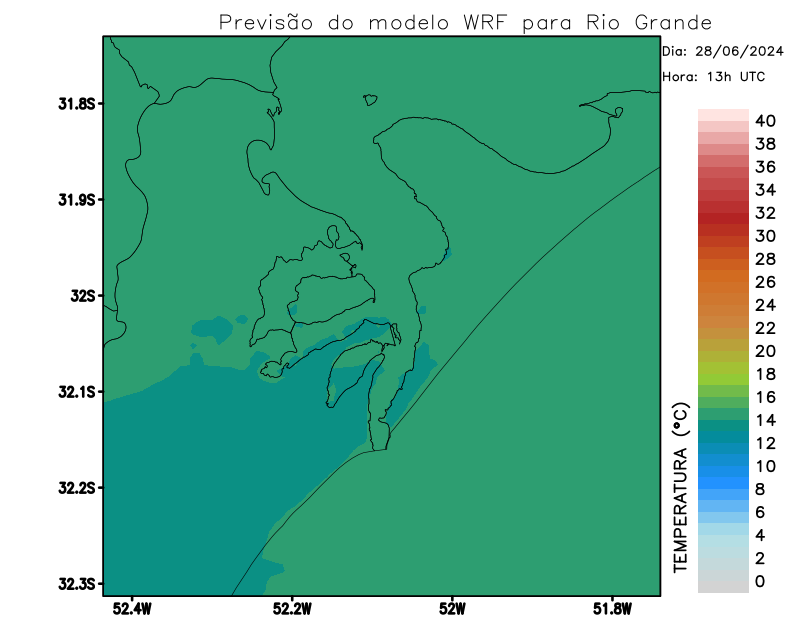 Previsão do modelo WRF para Rio Grande
Dia: 28/06/2024
Hora: 13h UTC
31.8S
31.9S
32S
32.1S
32.2S
32.3S
52.4W
52.2W
52W
51.8W
TEMPERATURA (°C)
40
38
36
34
32
30
28
26
24
22
20
18
16
14
12
10
8
6
4
2
0